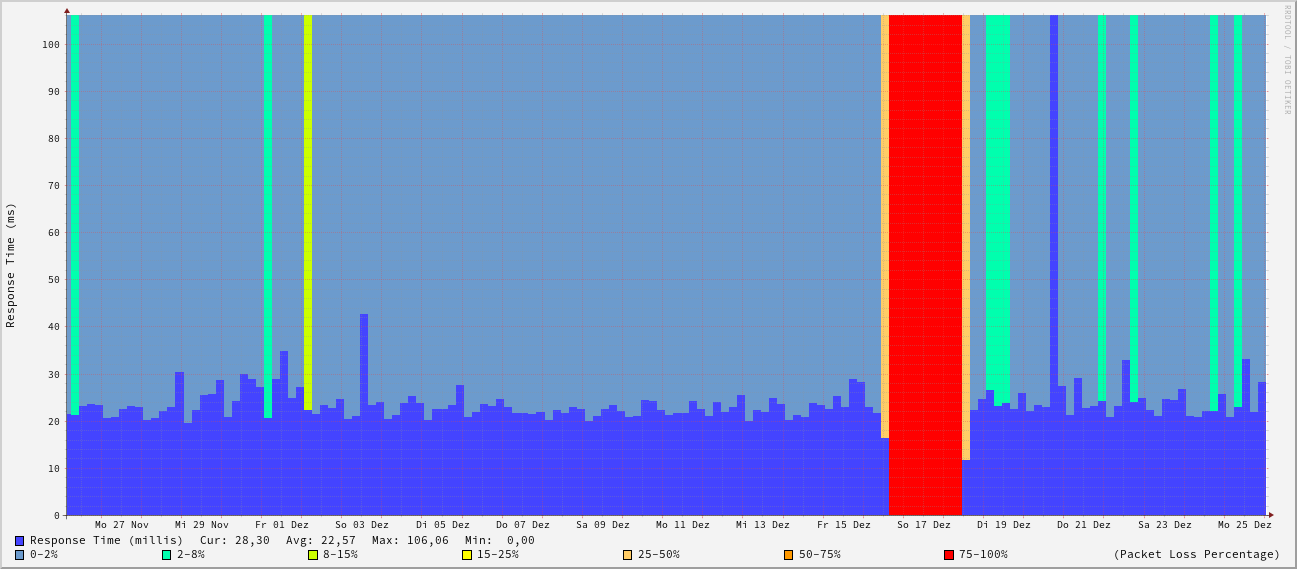 RRDTOOL / TOBI OETIKER
Response Time (ms)
100
90
80
70
60
50
40
30
20
10
0
Mo 27 Nov Mi 29 Nov Fr 01 Dez So 03 Dez Di 05 Dez Do 07 Dez Sa 09 Dez Mo 11 Dez Mi 13 Dez Fr 15 Dez So 17 Dez Di 19 Dez Do 21 Dez Sa 23 Dez Mo 25 Dez
Response Time (millis) Cur: 28,30 Avg: 22,57 Max: 106,06 Min: 0,00
0-2% 2-8% 8-15% 15-25% 25-50% 50-75% 75-100% (Packet Loss Percentage)